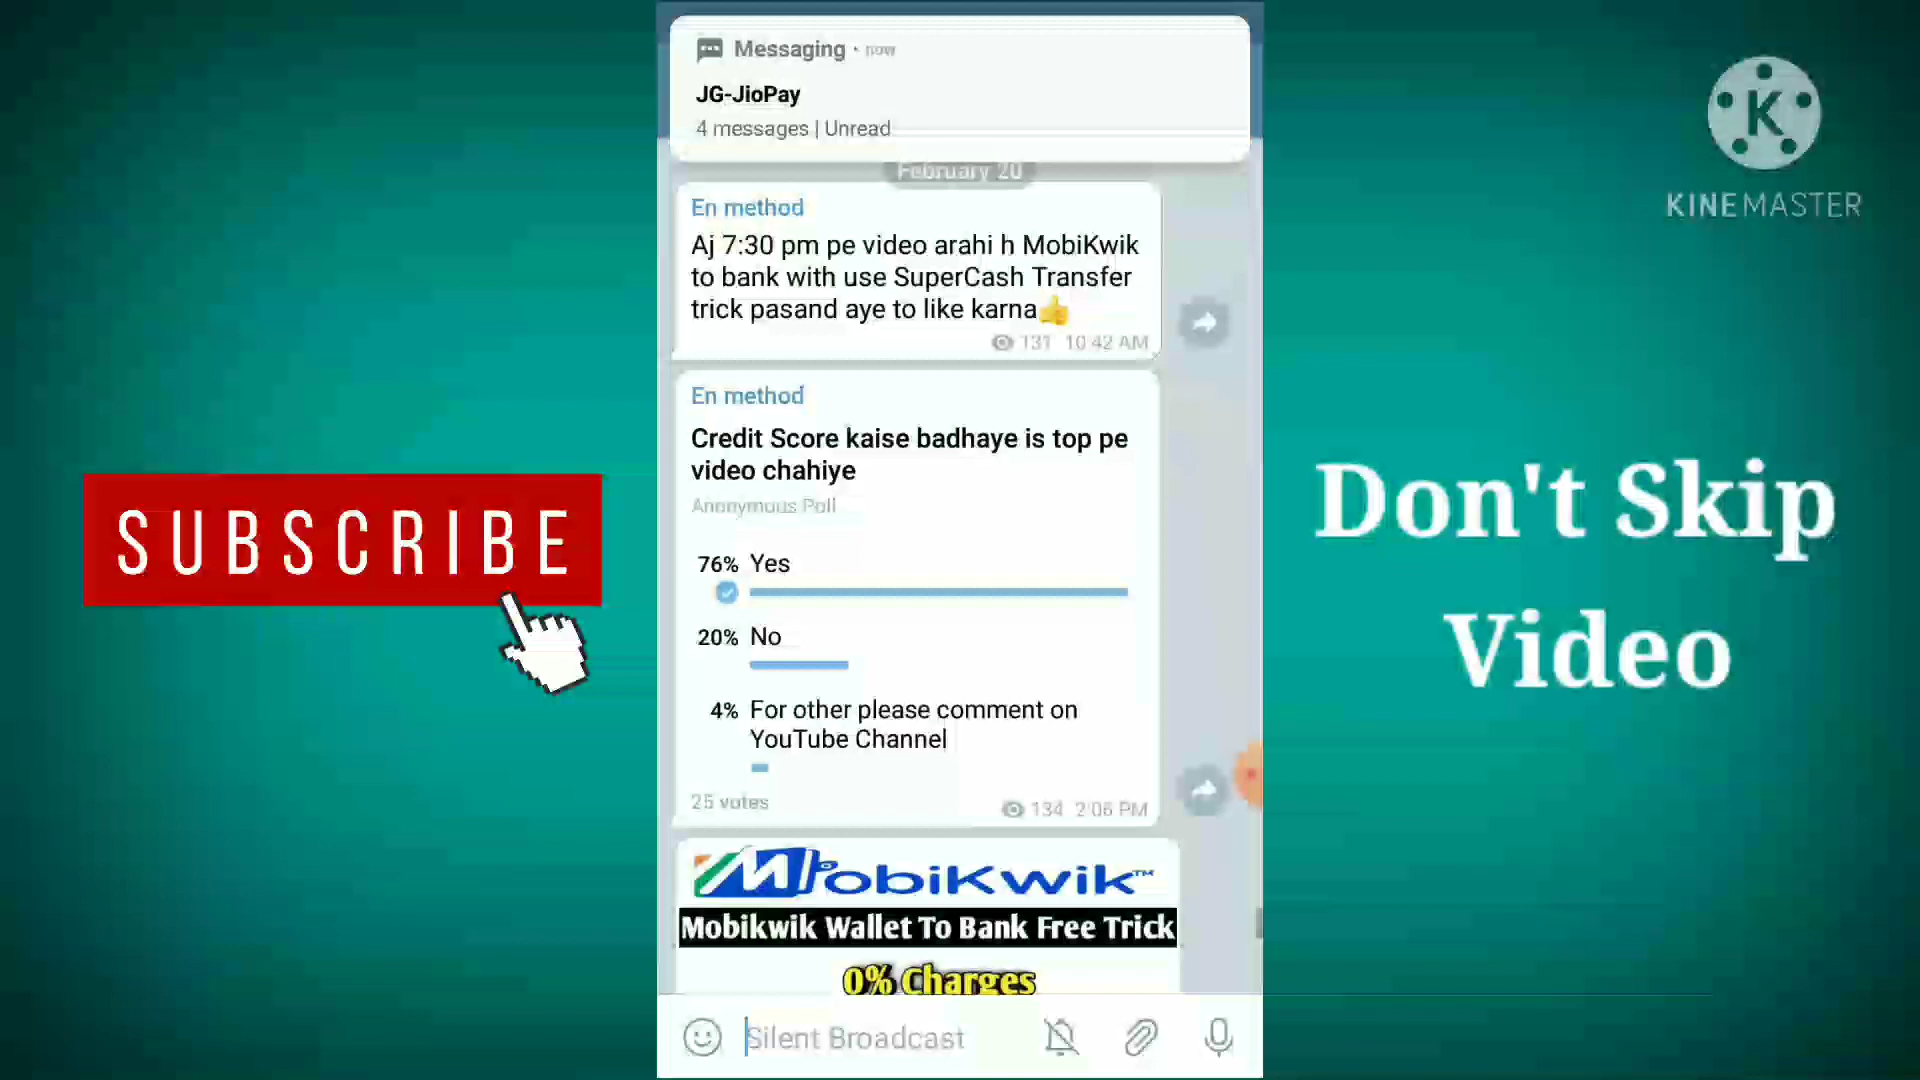 Messaging • now
JG-JioPay
4 messages | Unread
February 20
En method
Aj 7:30 pm pe video arahi h MobiKwik
to bank with use SuperCash Transfer
trick pasand aye to like karna👍
131 10:42 AM
En method
Credit Score kaise badhaye is top pe
video chahiye
Anonymous Poll
76% Yes
20% No
4% For other please comment on
YouTube Channel
25 votes
134 2:06 PM
MobiKwik™
Mobikwik Wallet To Bank Free Trick
0% Charges
Silent Broadcast
SUBSCRIBE
K
KINEMASTER
Don't Skip
Video